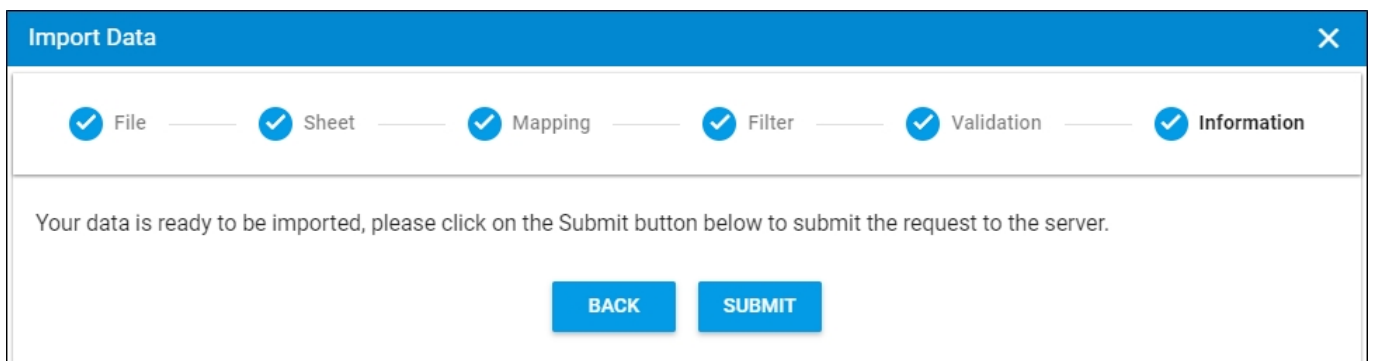 Import Data
File Sheet Mapping Filter Validation Information
Your data is ready to be imported, please click on the Submit button below to submit the request to the server.
BACK SUBMIT